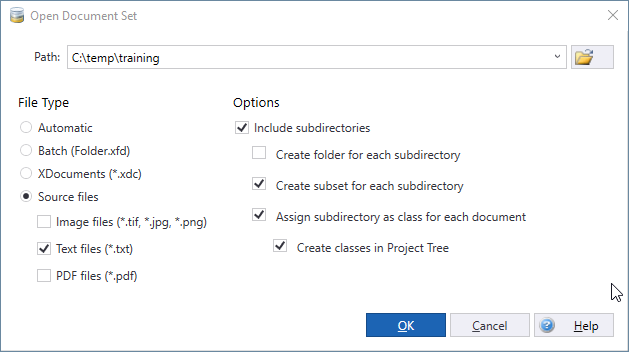 Open Document Set
Path: C:\temp\training
File Type
Automatic
Batch (Folder.xfd)
XDocuments (*.xdc)
Source files
Image files (*.tif, *.jpg, *.png)
Text files (*.txt)
PDF files (*.pdf)
Options
Include subdirectories
Create folder for each subdirectory
Create subset for each subdirectory
Assign subdirectory as class for each document
Create classes in Project Tree
OK
Cancel
Help